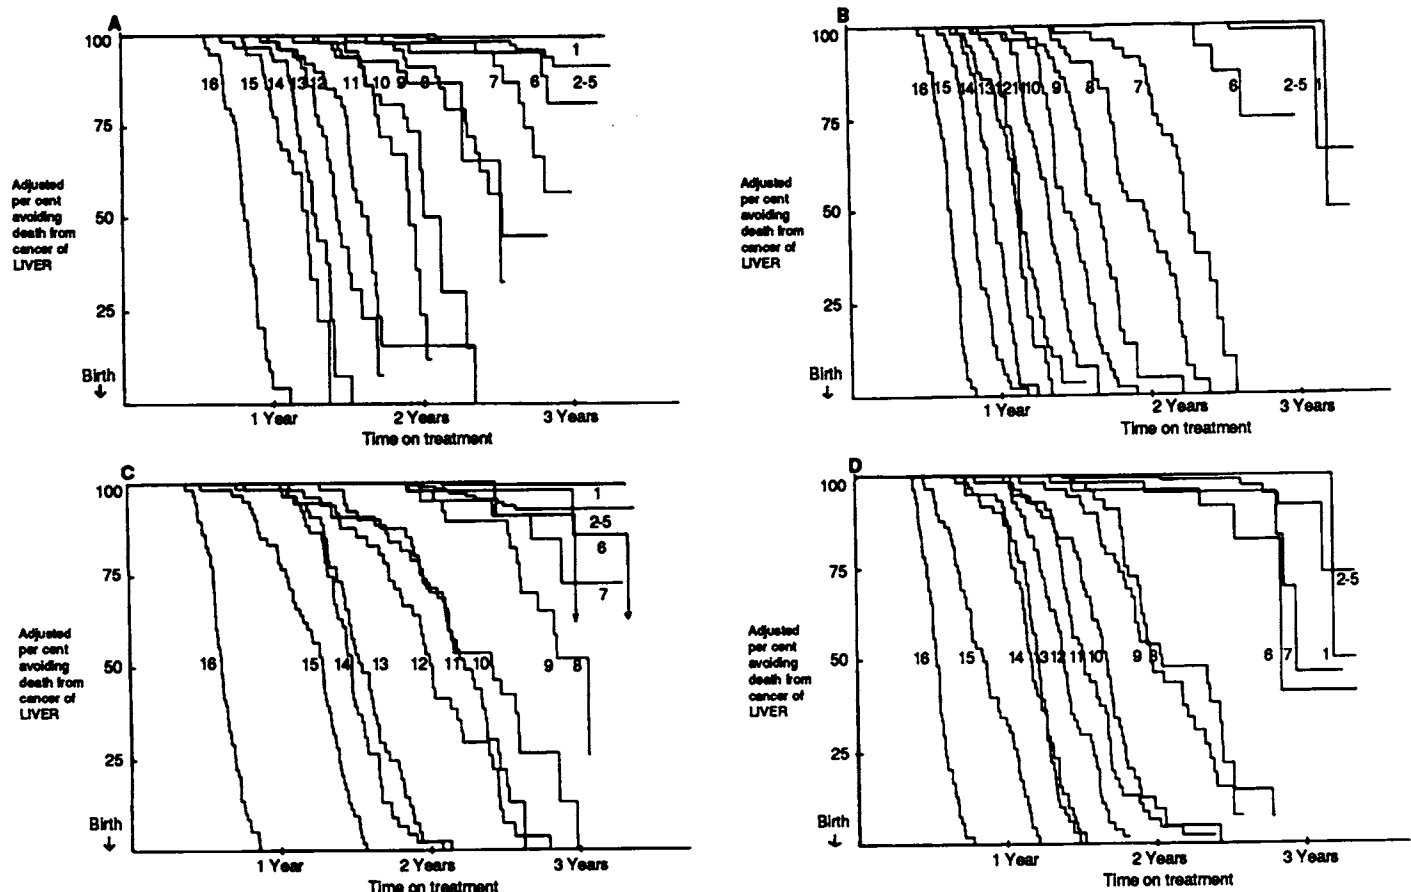 A
100
75
50
25
Adjusted
per cent
avoiding
death from
cancer of
LIVER
Birth
16 15 14 13 12 11 10 9 8 7 6 2-5
1
1 Year 2 Years 3 Years
Time on treatment
B
100
75
50
25
Adjusted
per cent
avoiding
death from
cancer of
LIVER
Birth
16 15 14 13 12 11 10 9 8 7 6 2-5 1
1 Year 2 Years 3 Years
Time on treatment
C
100
75
50
25
Adjusted
per cent
avoiding
death from
cancer of
LIVER
Birth
1
2-5
6
7
16 15 14 13 12 11 10 9 8
1 Year 2 Years 3 Years
Time on treatment
D
100
75
50
25
Adjusted
per cent
avoiding
death from
cancer of
LIVER
Birth
2-5
16 15 14 13 12 11 10 9 8 6 7 1
1 Year 2 Years 3 Years
Time on treatment